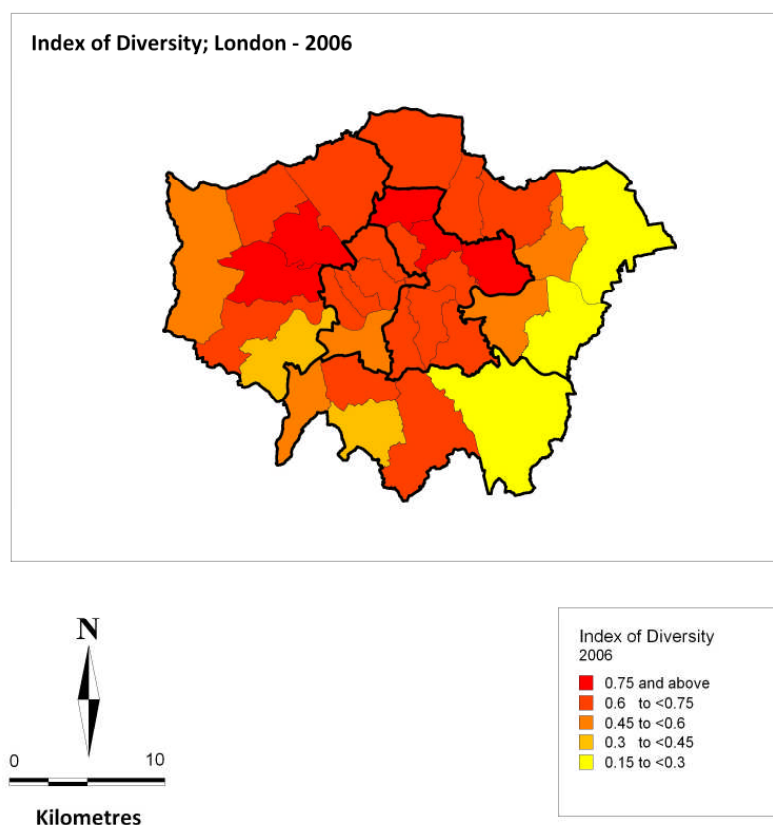 Index of Diversity; London - 2006
N
0 10
Kilometres
Index of Diversity
2006
0.75 and above
0.6 to <0.75
0.45 to <0.6
0.3 to <0.45
0.15 to <0.3